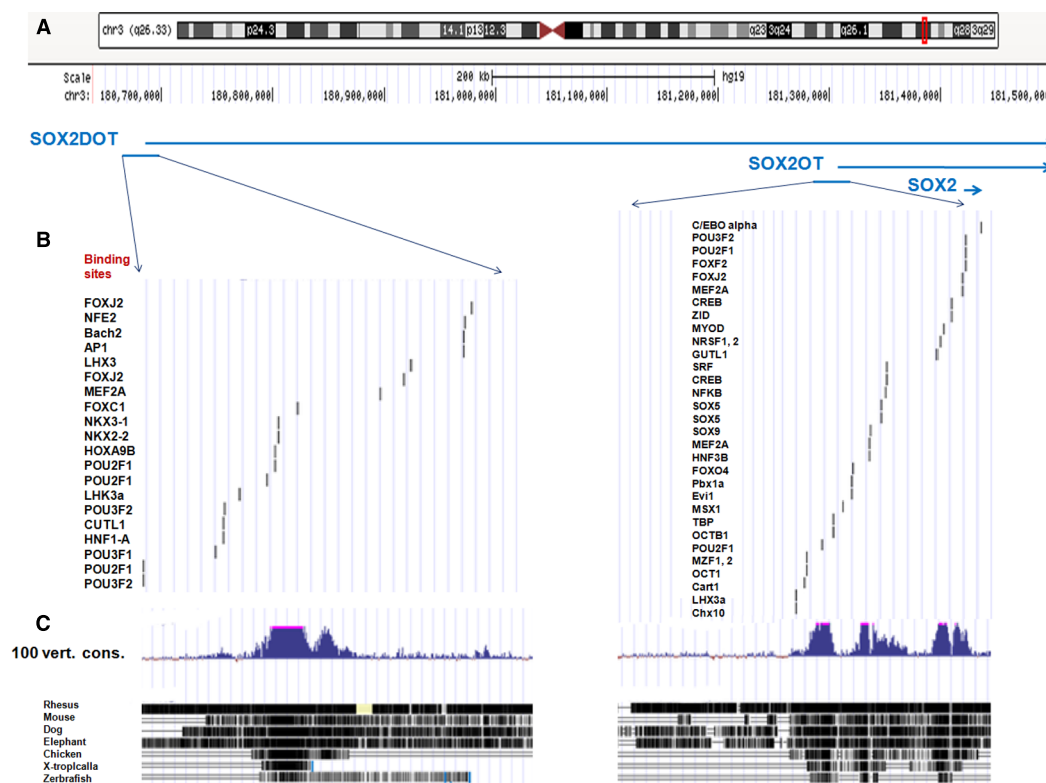 A
chr3 (q26.33)
p24.3
14.1
p13
12.3
q23
3q24
q26.1
q28
3q29
Scale
200 kb
hg19
chr3:
180,700,000
180,800,000
180,900,000
181,000,000
181,100,000
181,200,000
181,300,000
181,400,000
181,500,000
SOX2DOT
SOX2OT
SOX2
B
Binding
sites
FOXJ2
NFE2
Bach2
AP1
LHX3
FOXJ2
MEF2A
FOXC1
NKX3-1
NKX2-2
HOXA9B
POU2F1
POU2F1
LHK3a
POU3F2
CUTL1
HNF1-A
POU3F1
POU2F1
POU3F2
C/EBO alpha
POU3F2
POU2F1
FOXF2
FOXJ2
MEF2A
CREB
ZID
MYOD
NRSF1, 2
GUTL1
SRF
CREB
NFKB
SOX5
SOX5
SOX9
MEF2A
HNF3B
FOXO4
Pbx1a
Evi1
MSX1
TBP
OCTB1
POU2F1
MZF1, 2
OCT1
Cart1
LHX3a
Chx10
C
100 vert. cons.
Rhesus
Mouse
Dog
Elephant
Chicken
X-troplcalla
Zerbrafish